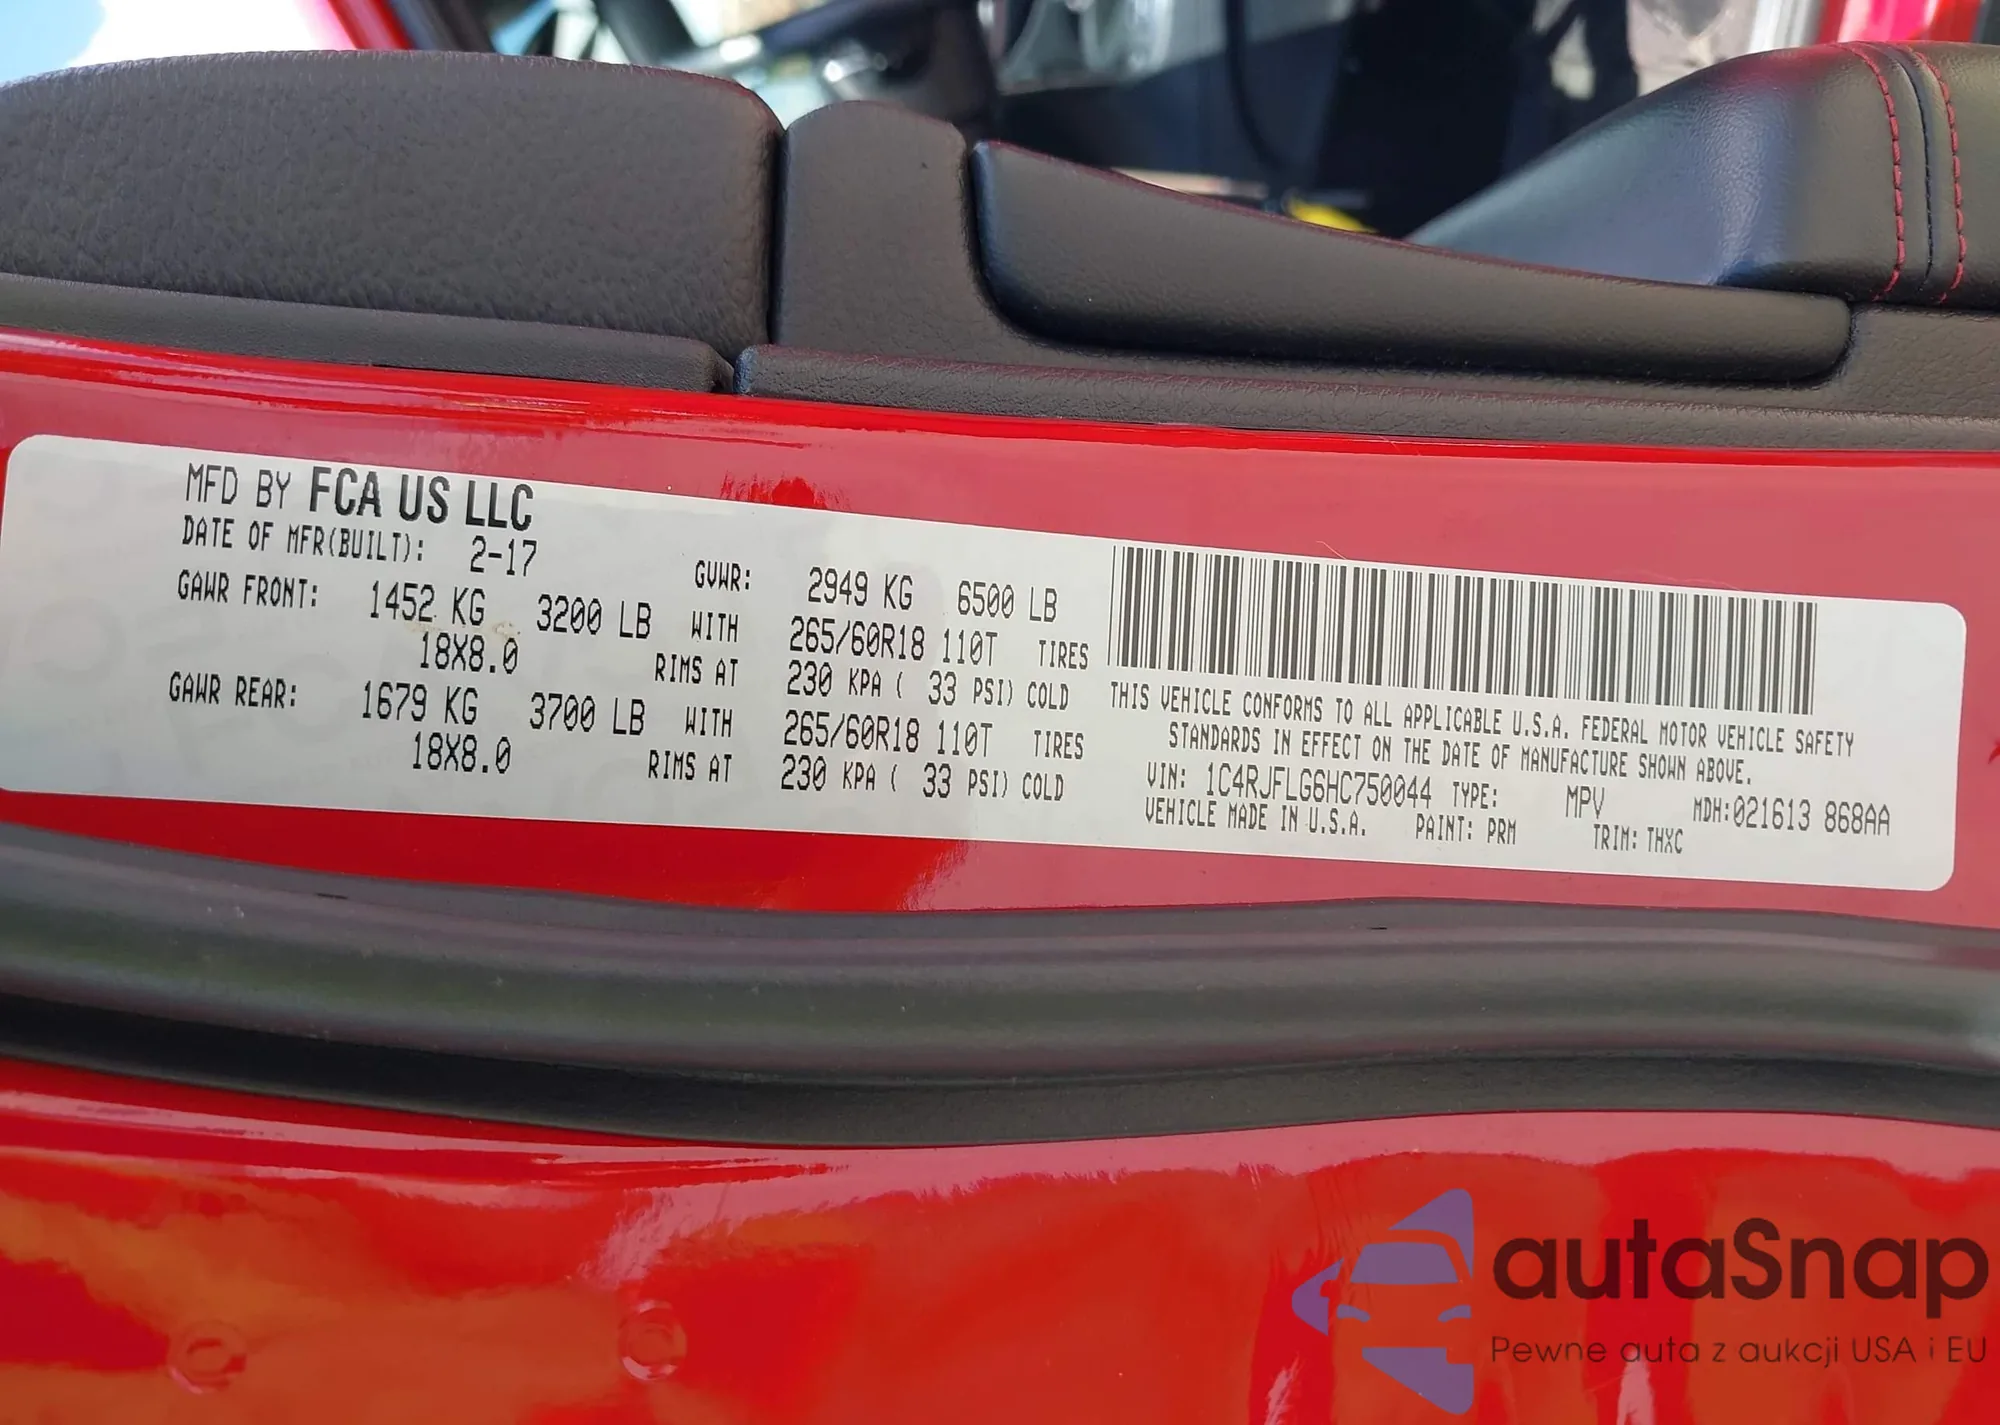 MFD BY FCA US LLC
DATE OF MFR(BUILT): 2-17 GVWR: 2949 KG 6500 LB
GAWR FRONT: 1452 KG 3200 LB WITH 265/60R18 110T TIRES
18X8.0 RIMS AT 230 KPA ( 33 PSI) COLD
GAWR REAR: 1679 KG 3700 LB WITH 265/60R18 110T TIRES
18X8.0 RIMS AT 230 KPA ( 33 PSI) COLD
THIS VEHICLE CONFORMS TO ALL APPLICABLE U.S.A. FEDERAL MOTOR VEHICLE SAFETY
STANDARDS IN EFFECT ON THE DATE OF MANUFACTURE SHOWN ABOVE.
VIN: 1C4RJFLG6HC750044 TYPE: MPV MDH:021613 868AA
VEHICLE MADE IN U.S.A. PAINT: PRM TRIM: THXC
autaSnap
Pewne auta z aukcji USA i EU